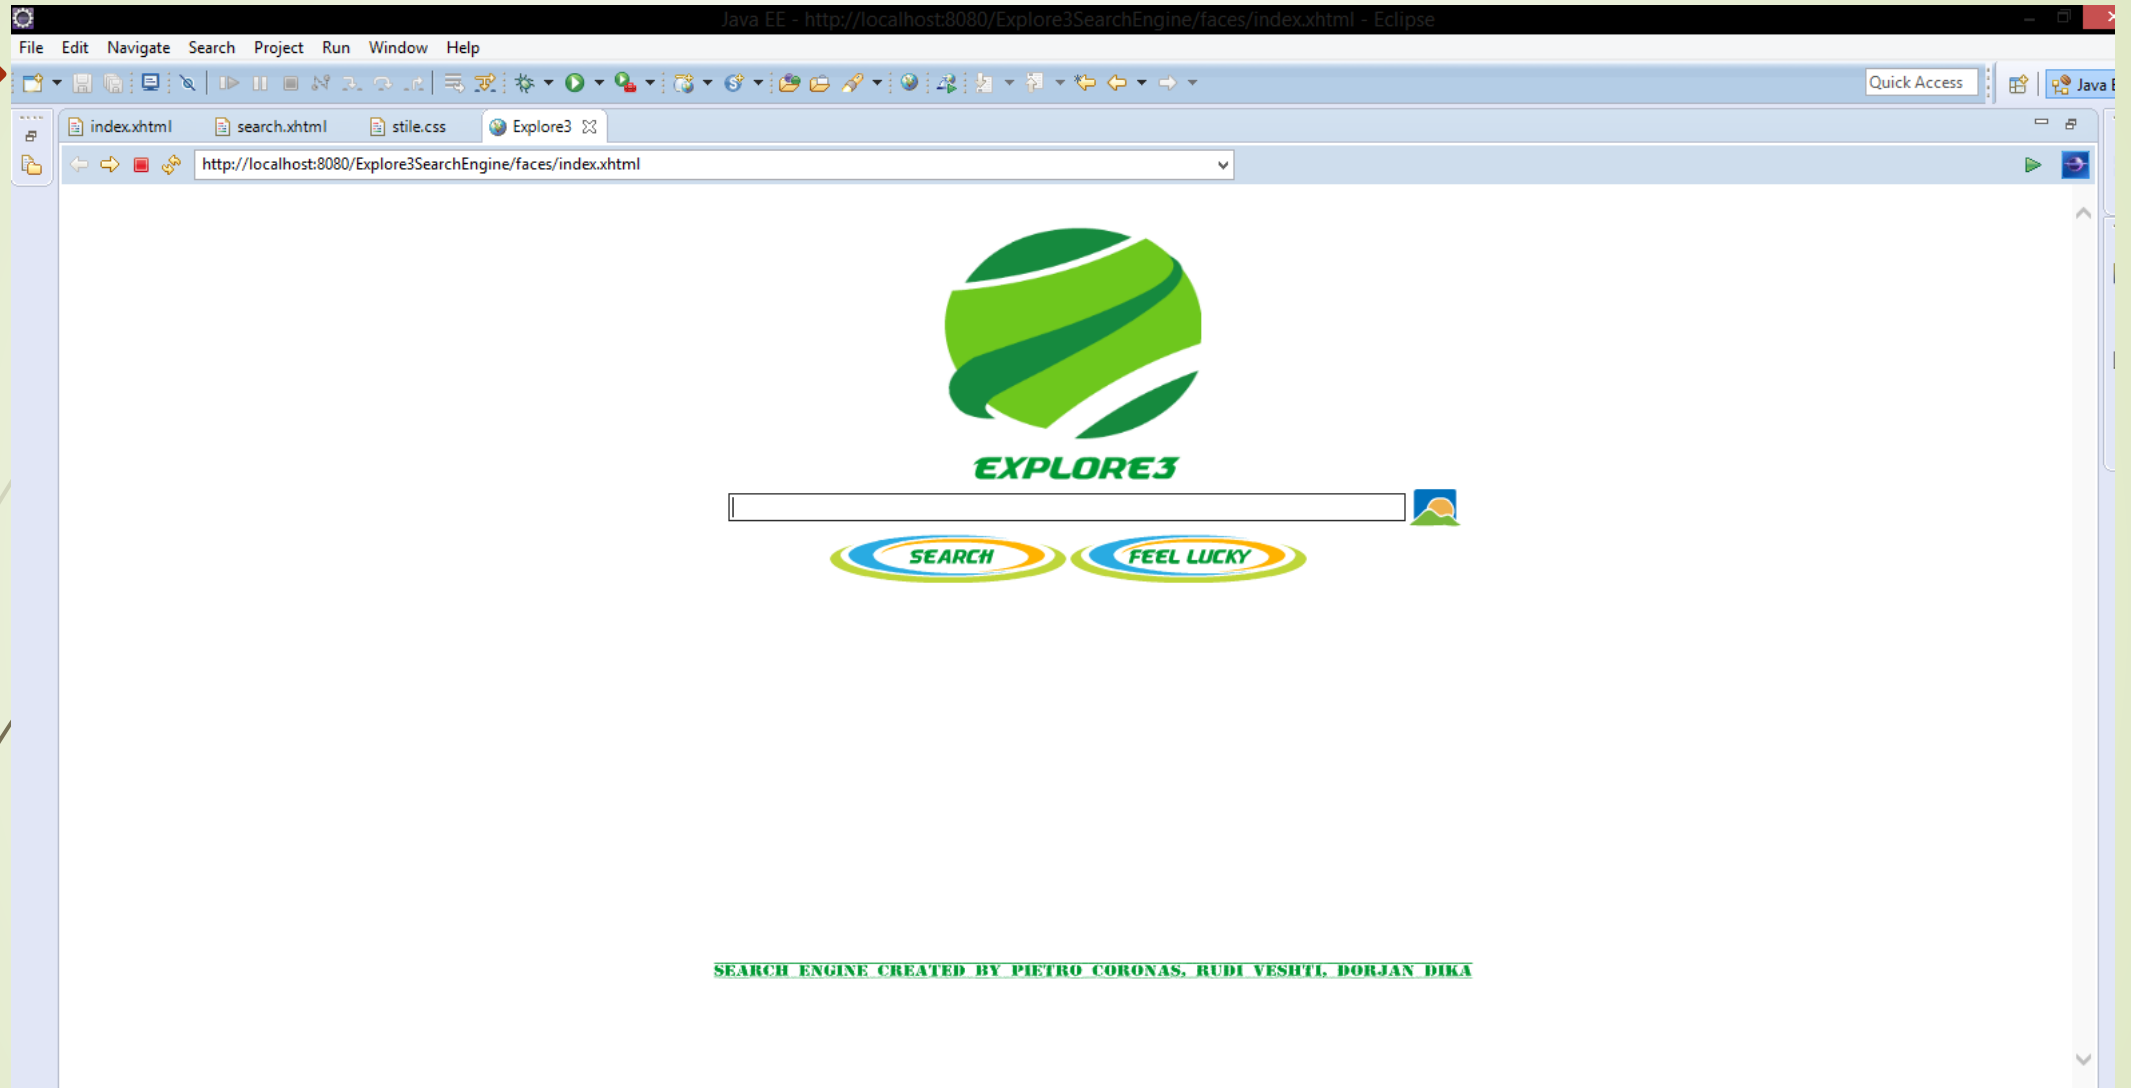 Java EE - http://localhost:8080/Explore3SearchEngine/faces/index.xhtml - Eclipse
File Edit Navigate Search Project Run Window Help
Quick Access Java E
index.xhtml search.xhtml stile.css Explore3
http://localhost:8080/Explore3SearchEngine/faces/index.xhtml
EXPLORE3
SEARCH FEEL LUCKY
SEARCH ENGINE CREATED BY PIETRO CORONAS, RUDI VESHTI, DORJAN DIKA